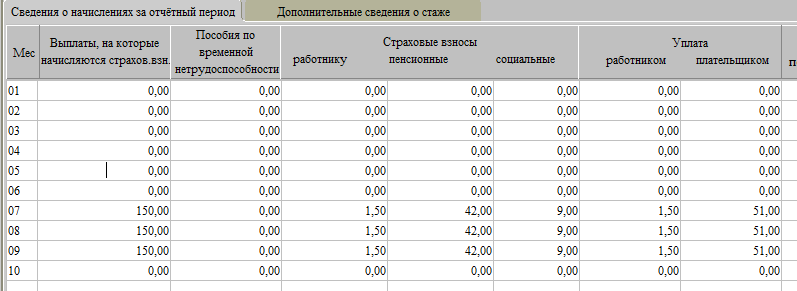 Сведения о начислениях за отчётный период Дополнительные сведения о стаже
Мес Выплаты, на которые начисляются страхов.взн. Пособия по временной нетрудоспособности Страховые взносы Уплата
работнику пенсионные социальные работником плательщиком
01 0,00 0,00 0,00 0,00 0,00 0,00 0,00
02 0,00 0,00 0,00 0,00 0,00 0,00 0,00
03 0,00 0,00 0,00 0,00 0,00 0,00 0,00
04 0,00 0,00 0,00 0,00 0,00 0,00 0,00
05 0,00 0,00 0,00 0,00 0,00 0,00 0,00
06 0,00 0,00 0,00 0,00 0,00 0,00 0,00
07 150,00 0,00 1,50 42,00 9,00 1,50 51,00
08 150,00 0,00 1,50 42,00 9,00 1,50 51,00
09 150,00 0,00 1,50 42,00 9,00 1,50 51,00
10 0,00 0,00 0,00 0,00 0,00 0,00 0,00